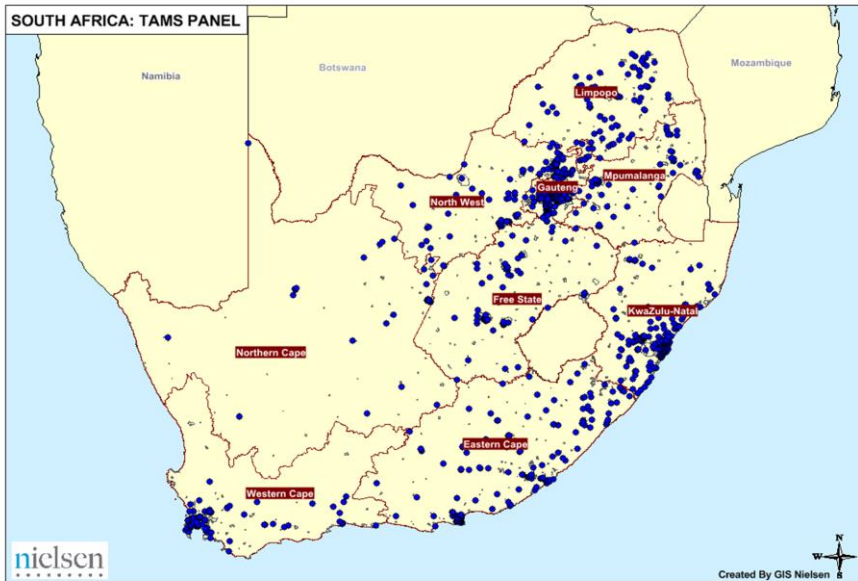 SOUTH AFRICA: TAMS PANEL
Namibia
Botswana
Mozambique
Limpopo
Mpumalanga
Gauteng
North West
Free State
KwaZulu-Natal
Northern Cape
Eastern Cape
Western Cape
nielsen
N
W E
S
Created By GIS Nielsen